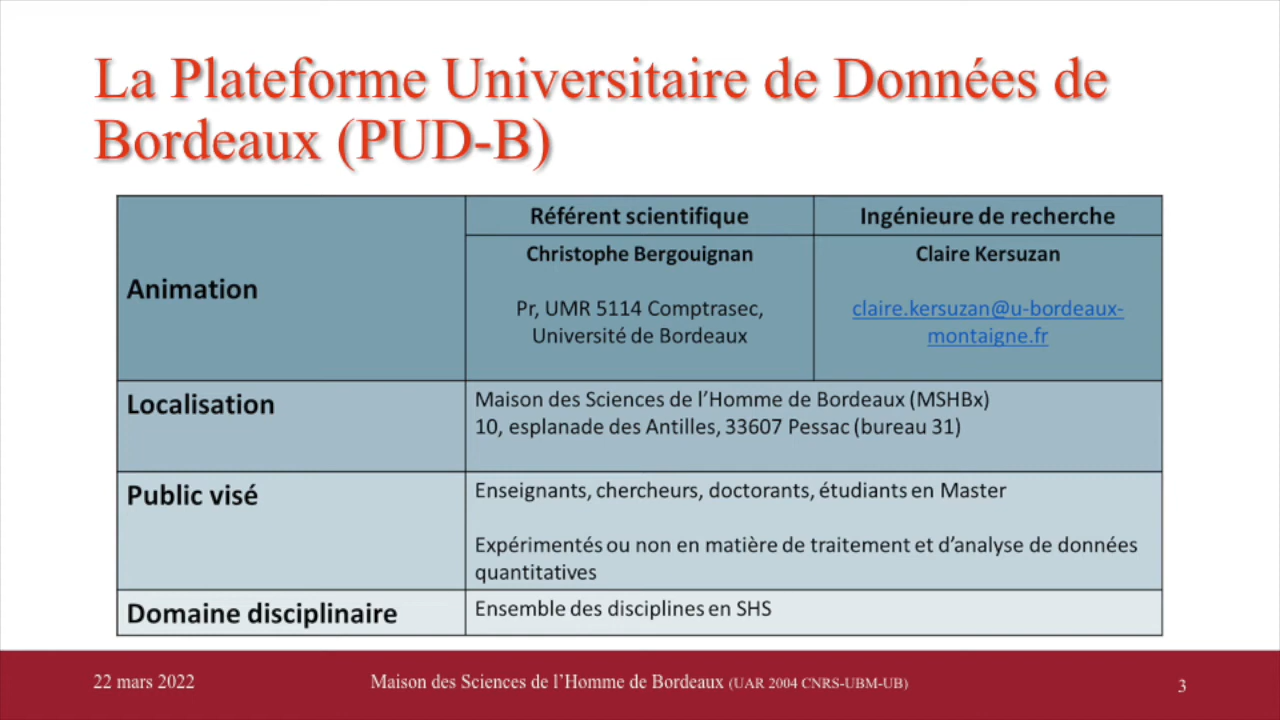 La Plateforme Universitaire de Données de
Bordeaux (PUD-B)
Animation
Référent scientifique
Ingénieure de recherche
Christophe Bergouignan
Pr, UMR 5114 Comptrasec,
Université de Bordeaux
Claire Kersuzan
claire.kersuzan@u-bordeaux-
montaigne.fr
Localisation
Maison des Sciences de l’Homme de Bordeaux (MSHBx)
10, esplanade des Antilles, 33607 Pessac (bureau 31)
Public visé
Enseignants, chercheurs, doctorants, étudiants en Master
Expérimentés ou non en matière de traitement et d’analyse de données
quantitatives
Domaine disciplinaire
Ensemble des disciplines en SHS
22 mars 2022
Maison des Sciences de l’Homme de Bordeaux (UAR 2004 CNRS-UBM-UB)
3